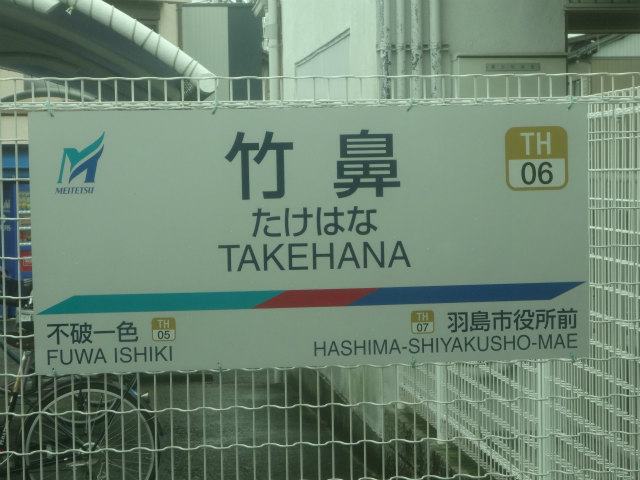 MEITETSU
竹鼻
TH
06
たけはな
TAKEHANA
不破一色 TH 05
FUWA ISHIKI
TH 07 羽島市役所前
HASHIMA-SHIYAKUSHO-MAE